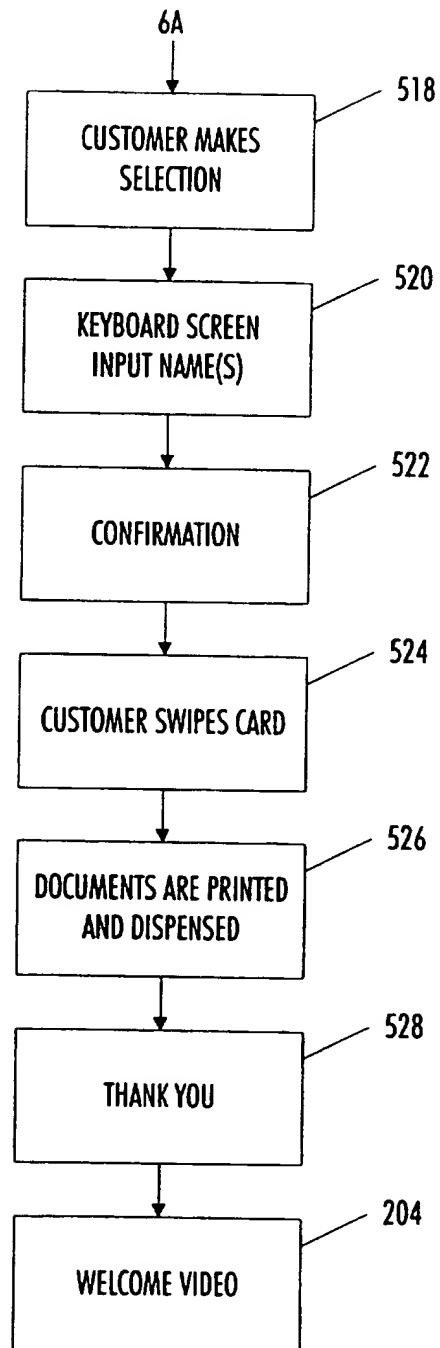 6A
518
CUSTOMER MAKES
SELECTION
520
KEYBOARD SCREEN
INPUT NAME(S)
522
CONFIRMATION
524
CUSTOMER SWIPES CARD
526
DOCUMENTS ARE PRINTED
AND DISPENSED
528
THANK YOU
204
WELCOME VIDEO